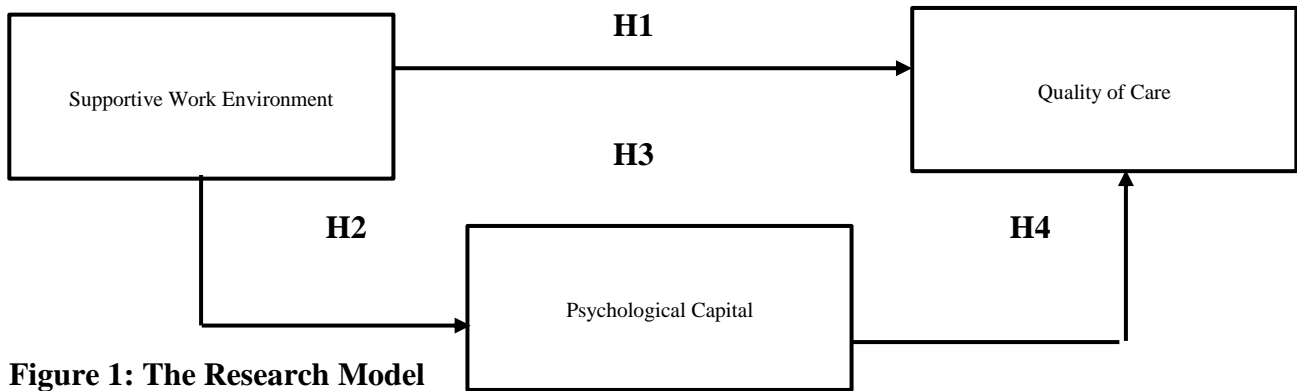 H1
Supportive Work Environment
Quality of Care
H3
H2
H4
Psychological Capital
Figure 1: The Research Model